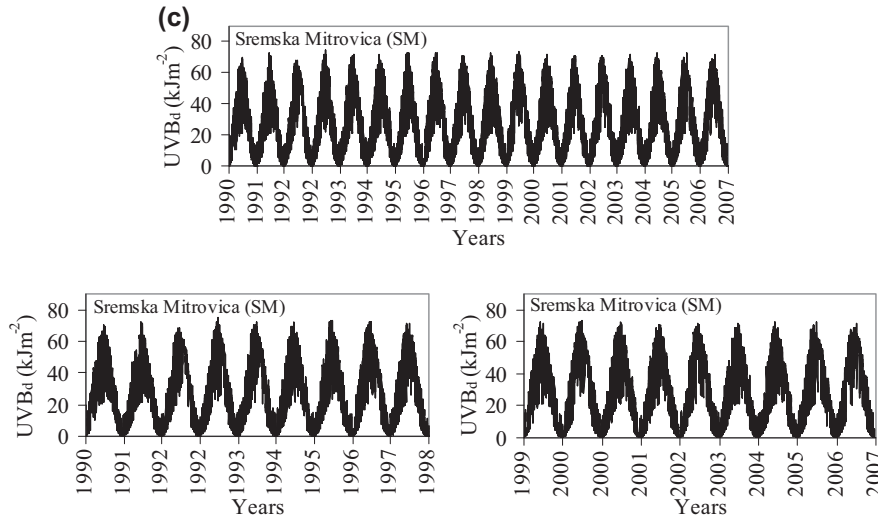 (c)
Sremska Mitrovica (SM)
UVBd (kJm-2)
80
60
40
20
0
1990 1991 1992 1992 1993 1994 1995 1996 1997 1998 1999 2000 2001 2002 2003 2004 2005 2006 2007
Years
Sremska Mitrovica (SM)
UVBd (kJm-2)
80
60
40
20
0
1990 1991 1992 1992 1993 1994 1995 1996 1997 1998
Years
Sremska Mitrovica (SM)
UVBd (kJm-2)
80
60
40
20
0
1999 2000 2000 2001 2002 2003 2004 2005 2006 2007
Years